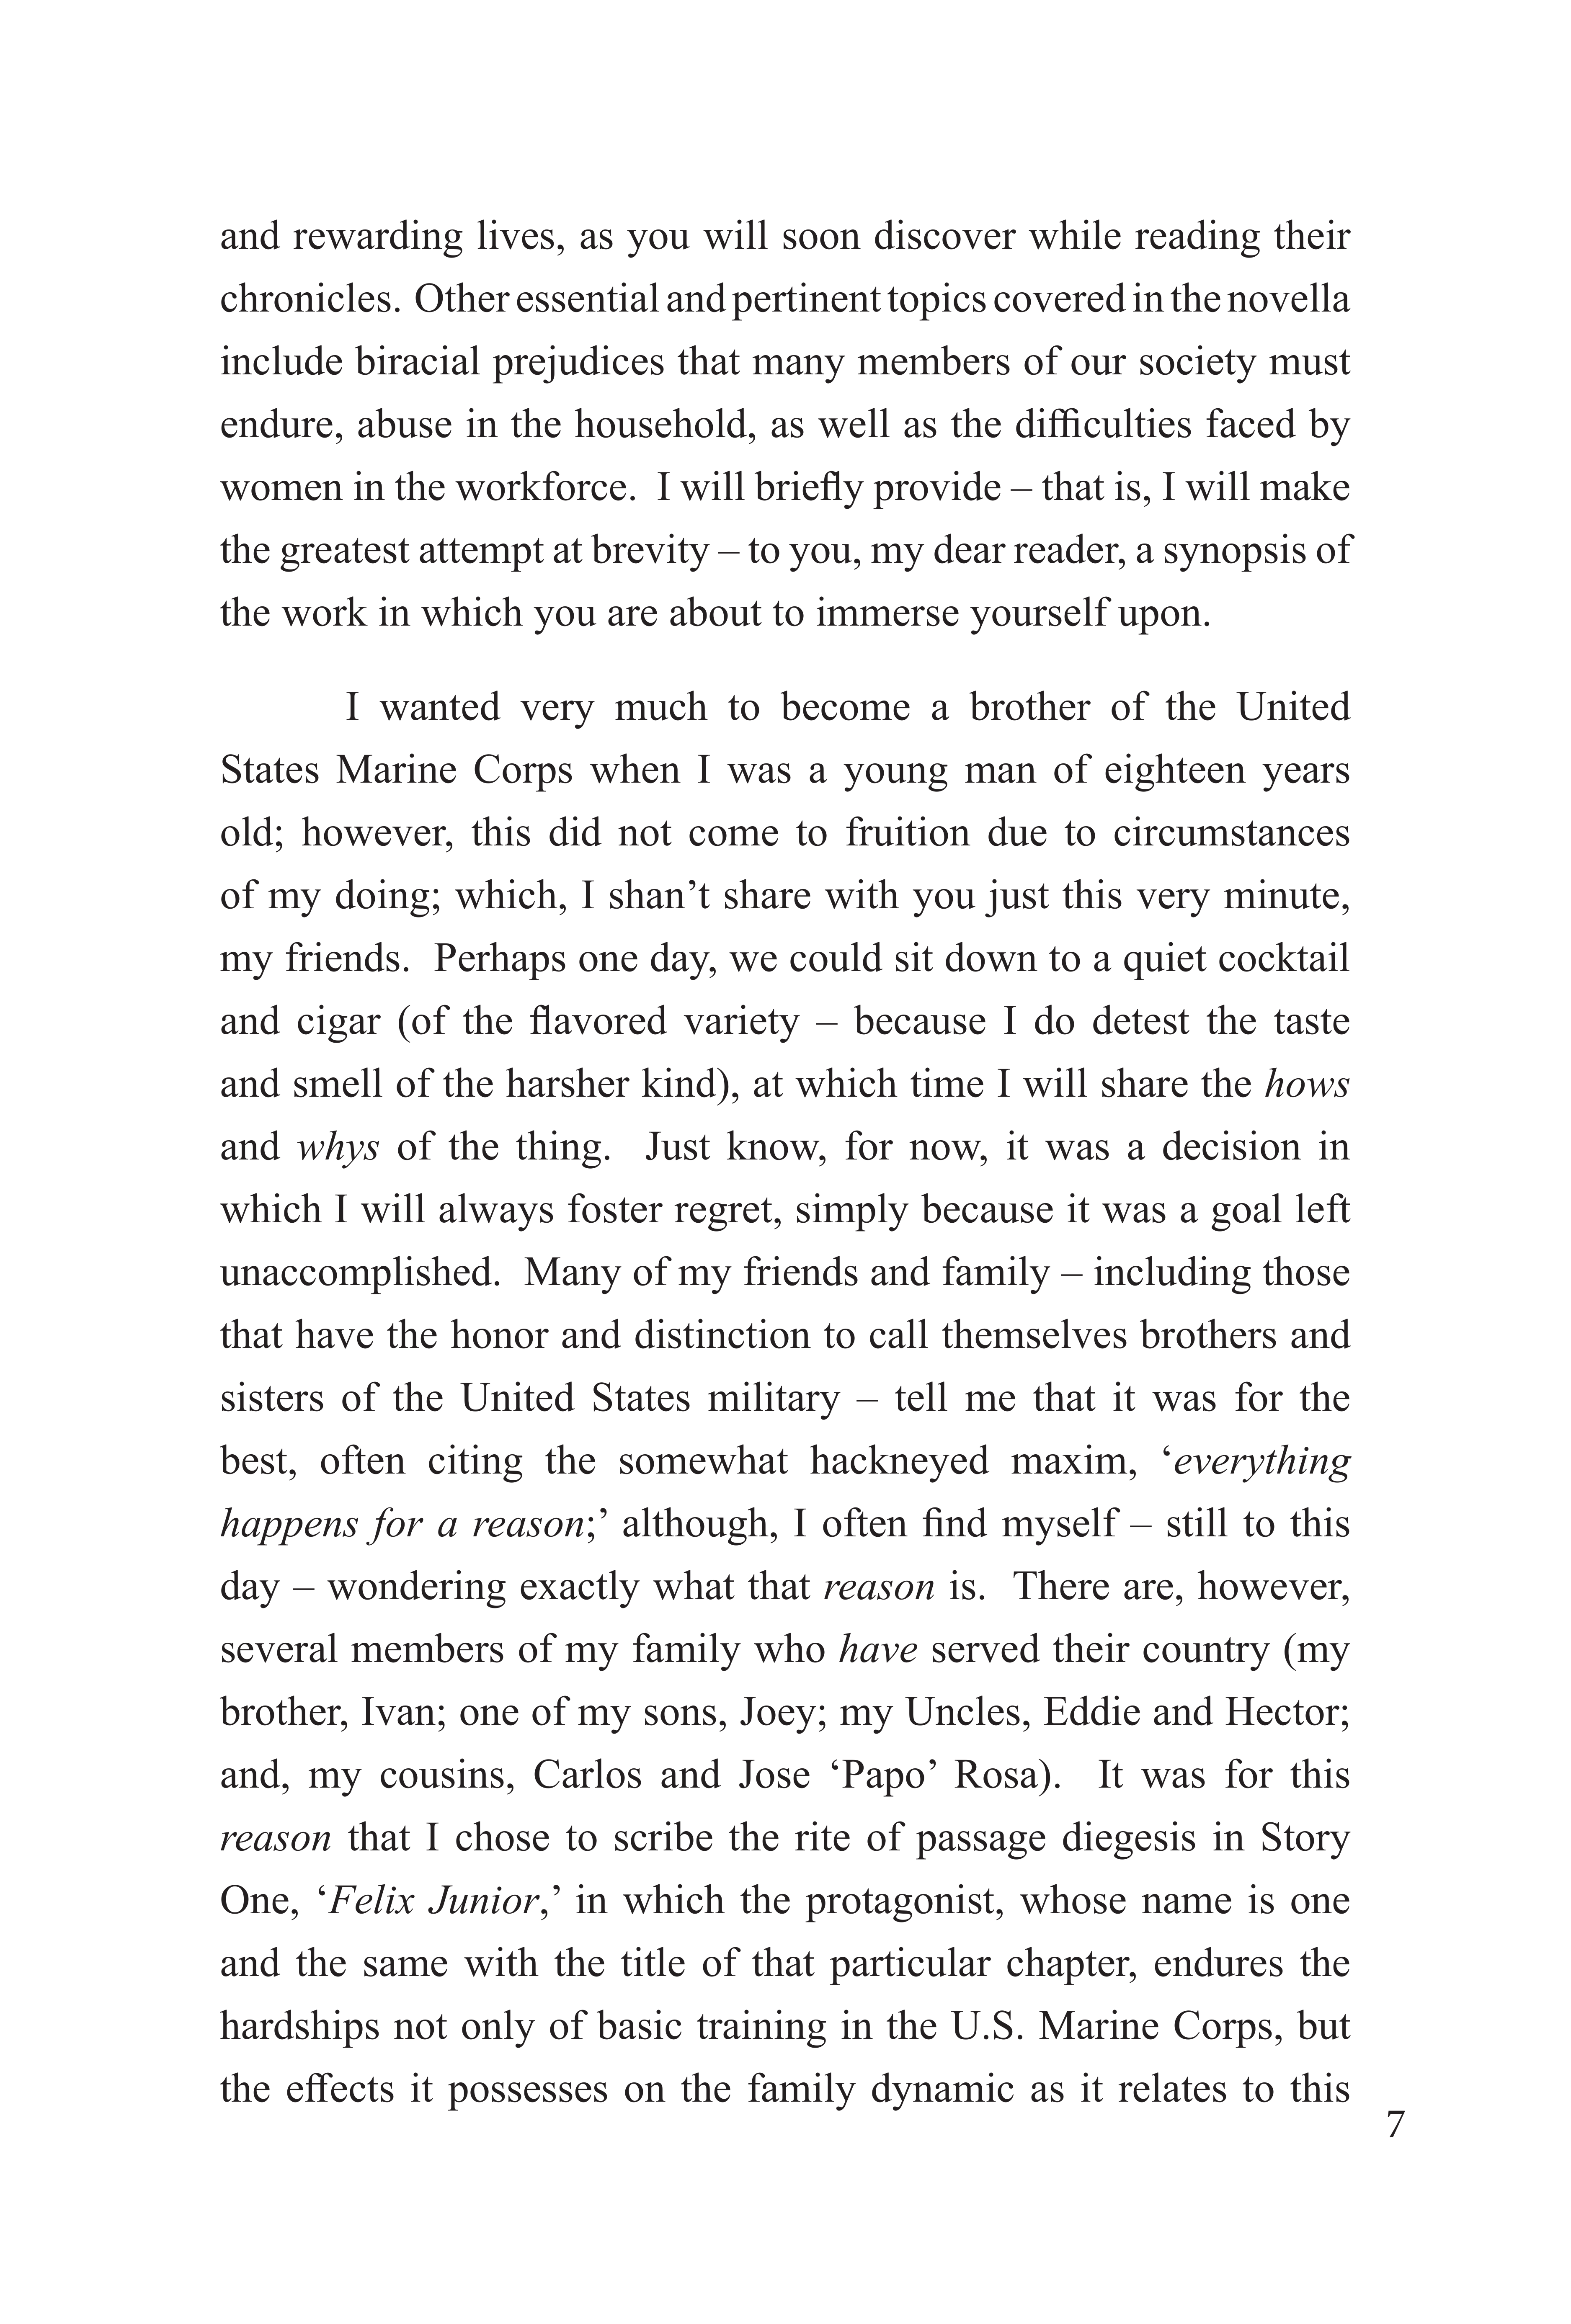 and rewarding lives, as you will soon discover while reading their
chronicles. Other essential and pertinent topics covered in the novella
include biracial prejudices that many members of our society must
endure, abuse in the household, as well as the difficulties faced by
women in the workforce. I will briefly provide – that is, I will make
the greatest attempt at brevity – to you, my dear reader, a synopsis of
the work in which you are about to immerse yourself upon.
I wanted very much to become a brother of the United
States Marine Corps when I was a young man of eighteen years
old; however, this did not come to fruition due to circumstances
of my doing; which, I shan’t share with you just this very minute,
my friends. Perhaps one day, we could sit down to a quiet cocktail
and cigar (of the flavored variety – because I do detest the taste
and smell of the harsher kind), at which time I will share the hows
and whys of the thing. Just know, for now, it was a decision in
which I will always foster regret, simply because it was a goal left
unaccomplished. Many of my friends and family – including those
that have the honor and distinction to call themselves brothers and
sisters of the United States military – tell me that it was for the
best, often citing the somewhat hackneyed maxim, ‘everything
happens for a reason;’ although, I often find myself – still to this
day – wondering exactly what that reason is. There are, however,
several members of my family who have served their country (my
brother, Ivan; one of my sons, Joey; my Uncles, Eddie and Hector;
and, my cousins, Carlos and Jose ‘Papo’ Rosa). It was for this
reason that I chose to scribe the rite of passage diegesis in Story
One, ‘Felix Junior,’ in which the protagonist, whose name is one
and the same with the title of that particular chapter, endures the
hardships not only of basic training in the U.S. Marine Corps, but
the effects it possesses on the family dynamic as it relates to this
7